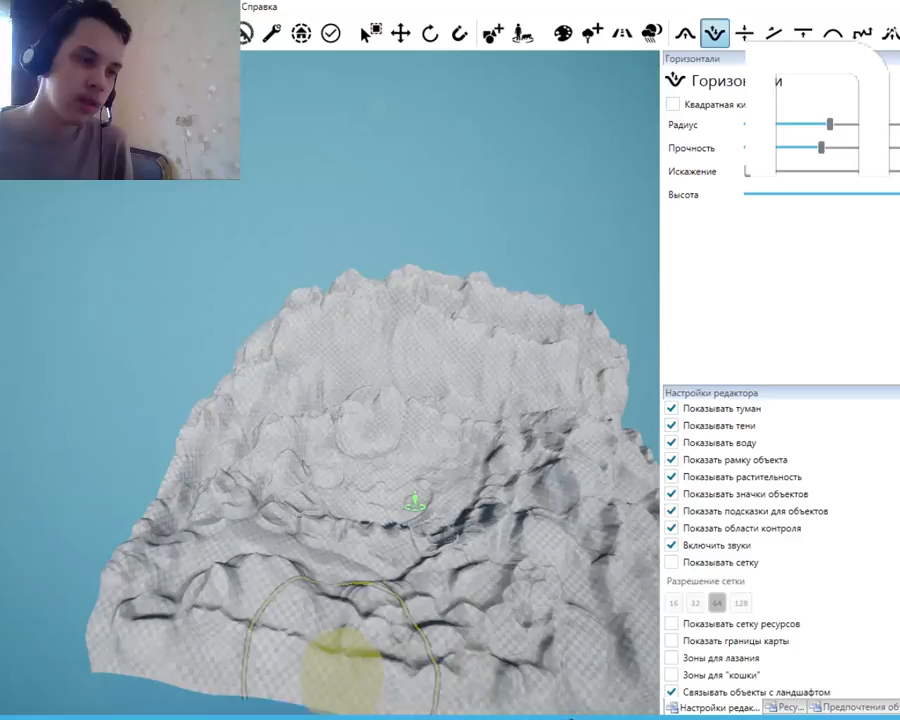 Справка
Горизонтали
Горизон    и
Квадратная ки
Радиус
Прочность
Искажение
Высота
Настройки редактора
Показывать туман
Показывать тени
Показывать воду
Показать рамку объекта
Показывать растительность
Показывать значки объектов
Показать подсказки для объектов
Показать области контроля
Включить звуки
Показывать сетку
Разрешение сетки
16 32 64 128
Показывать сетку ресурсов
Показать границы карты
Зоны для лазания
Зоны для "кошки"
Связывать объекты с ландшафтом
Настройки редак... Ресу... Предпочтения об